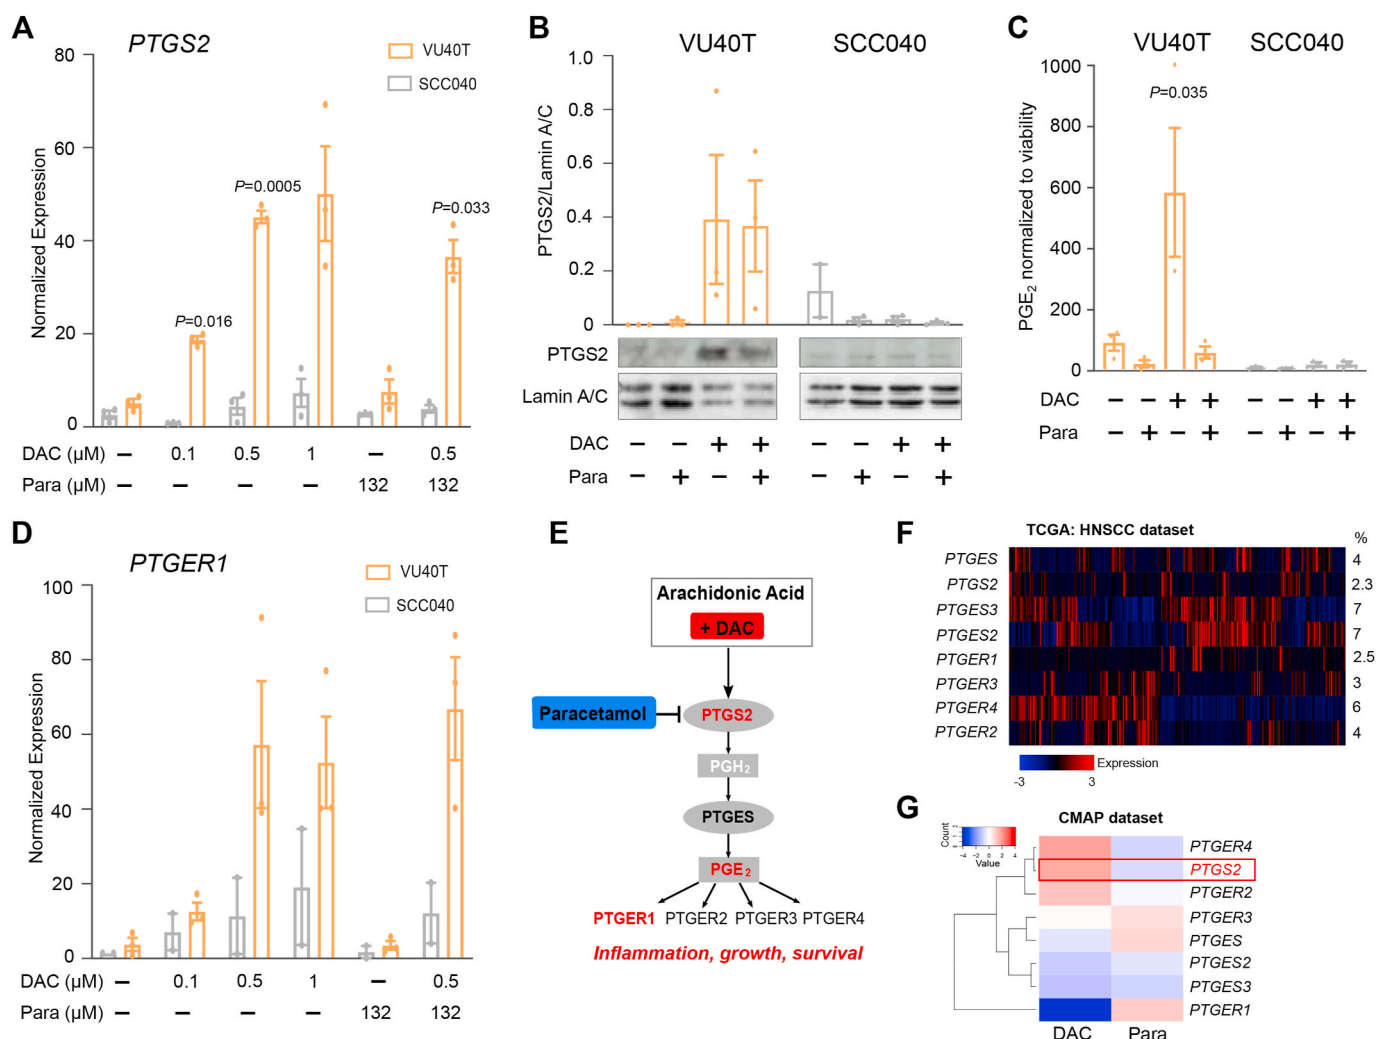 A
PTGS2
VU40T
SCC040
Normalized Expression
80
60
40
20
0
P=0.016
P=0.0005
P=0.033
DAC (µM) – 0.1 0.5 1 – 0.5
Para (µM) – – – – 132 132
B
VU40T SCC040
PTGS2/Lamin A/C
1.0
0.8
0.6
0.4
0.2
0
PTGS2
Lamin A/C
DAC – – + + – – + +
Para – + – + – + – +
C
VU40T SCC040
PGE2 normalized to viability
1000
800
600
400
200
0
P=0.035
DAC – – + + – – + +
Para – + – + – + – +
D
PTGER1
VU40T
SCC040
Normalized Expression
100
80
60
40
20
0
DAC (µM) – 0.1 0.5 1 – 0.5
Para (µM) – – – – 132 132
E
Arachidonic Acid
+ DAC
Paracetamol
PTGS2
PGH2
PTGES
PGE2
PTGER1 PTGER2 PTGER3 PTGER4
Inflammation, growth, survival
F
TCGA: HNSCC dataset
%
PTGES 4
PTGS2 2.3
PTGES3 7
PTGES2 7
PTGER1 2.5
PTGER3 3
PTGER4 6
PTGER2 4
Expression
-3 3
G
CMAP dataset
Count
-4 -2 0 2 4
Value
PTGER4
PTGS2
PTGER2
PTGER3
PTGES
PTGES2
PTGES3
PTGER1
DAC Para